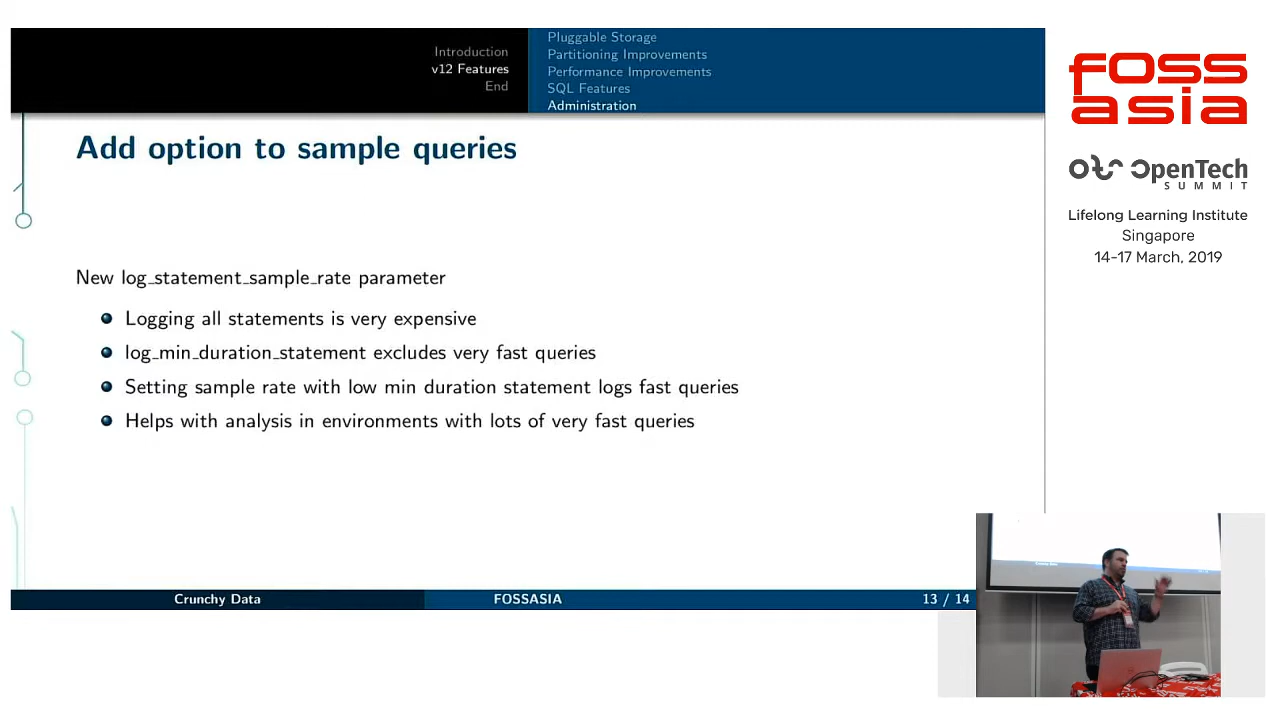 Introduction
v12 Features
End
Pluggable Storage
Partitioning Improvements
Performance Improvements
SQL Features
Administration
Add option to sample queries
New log_statement_sample_rate parameter
Logging all statements is very expensive
log_min_duration_statement excludes very fast queries
Setting sample rate with low min duration statement logs fast queries
Helps with analysis in environments with lots of very fast queries
Crunchy Data
FOSSASIA
13 / 14
FOSS
asia
OpenTech
SUMMIT
Lifelong Learning Institute
Singapore
14-17 March, 2019